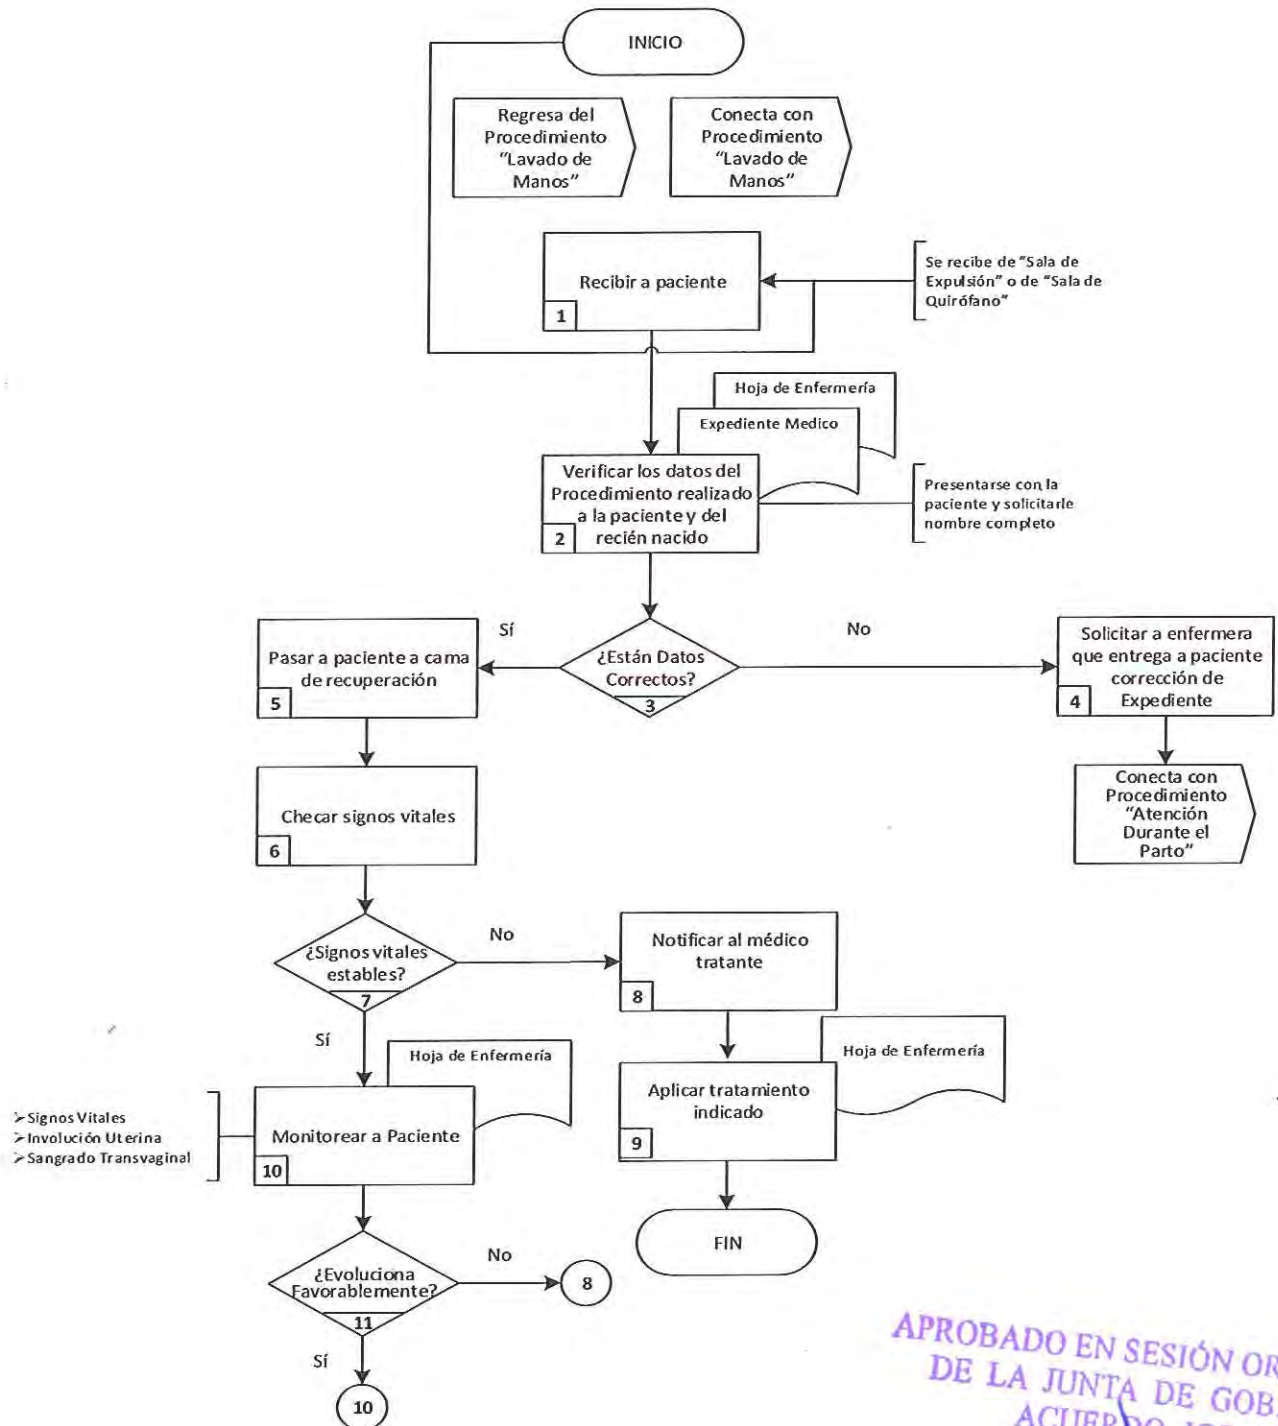 INICIO
Regresa del
Procedimiento
“Lavado de
Manos”
Conecta con
Procedimiento
“Lavado de
Manos”
Recibir a paciente
1
Se recibe de “Sala de
Expulsión” o de “Sala de
Quirófano”
Hoja de Enfermería
Expediente Medico
Verificar los datos del
Procedimiento realizado
a la paciente y del
recién nacido
2
Presentarse con la
paciente y solicitarle
nombre completo
¿Están Datos
Correctos?
3
Sí
No
Pasar a paciente a cama
de recuperación
5
Solicitar a enfermera
que entrega a paciente
corrección de
Expediente
4
Conecta con
Procedimiento
“Atención
Durante el
Parto”
Checar signos vitales
6
¿Signos vitales
estables?
7
No
Notificar al médico
tratante
8
Sí
Hoja de Enfermería
Hoja de Enfermería
Aplicar tratamiento
indicado
9
➢Signos Vitales
➢Involución Uterina
➢Sangrado Transvaginal
Monitorear a Paciente
10
FIN
¿Evoluciona
Favorablemente?
11
No
8
Sí
10
APROBADO EN SESIÓN OR
DE LA JUNTA DE GOB
ACUERDO